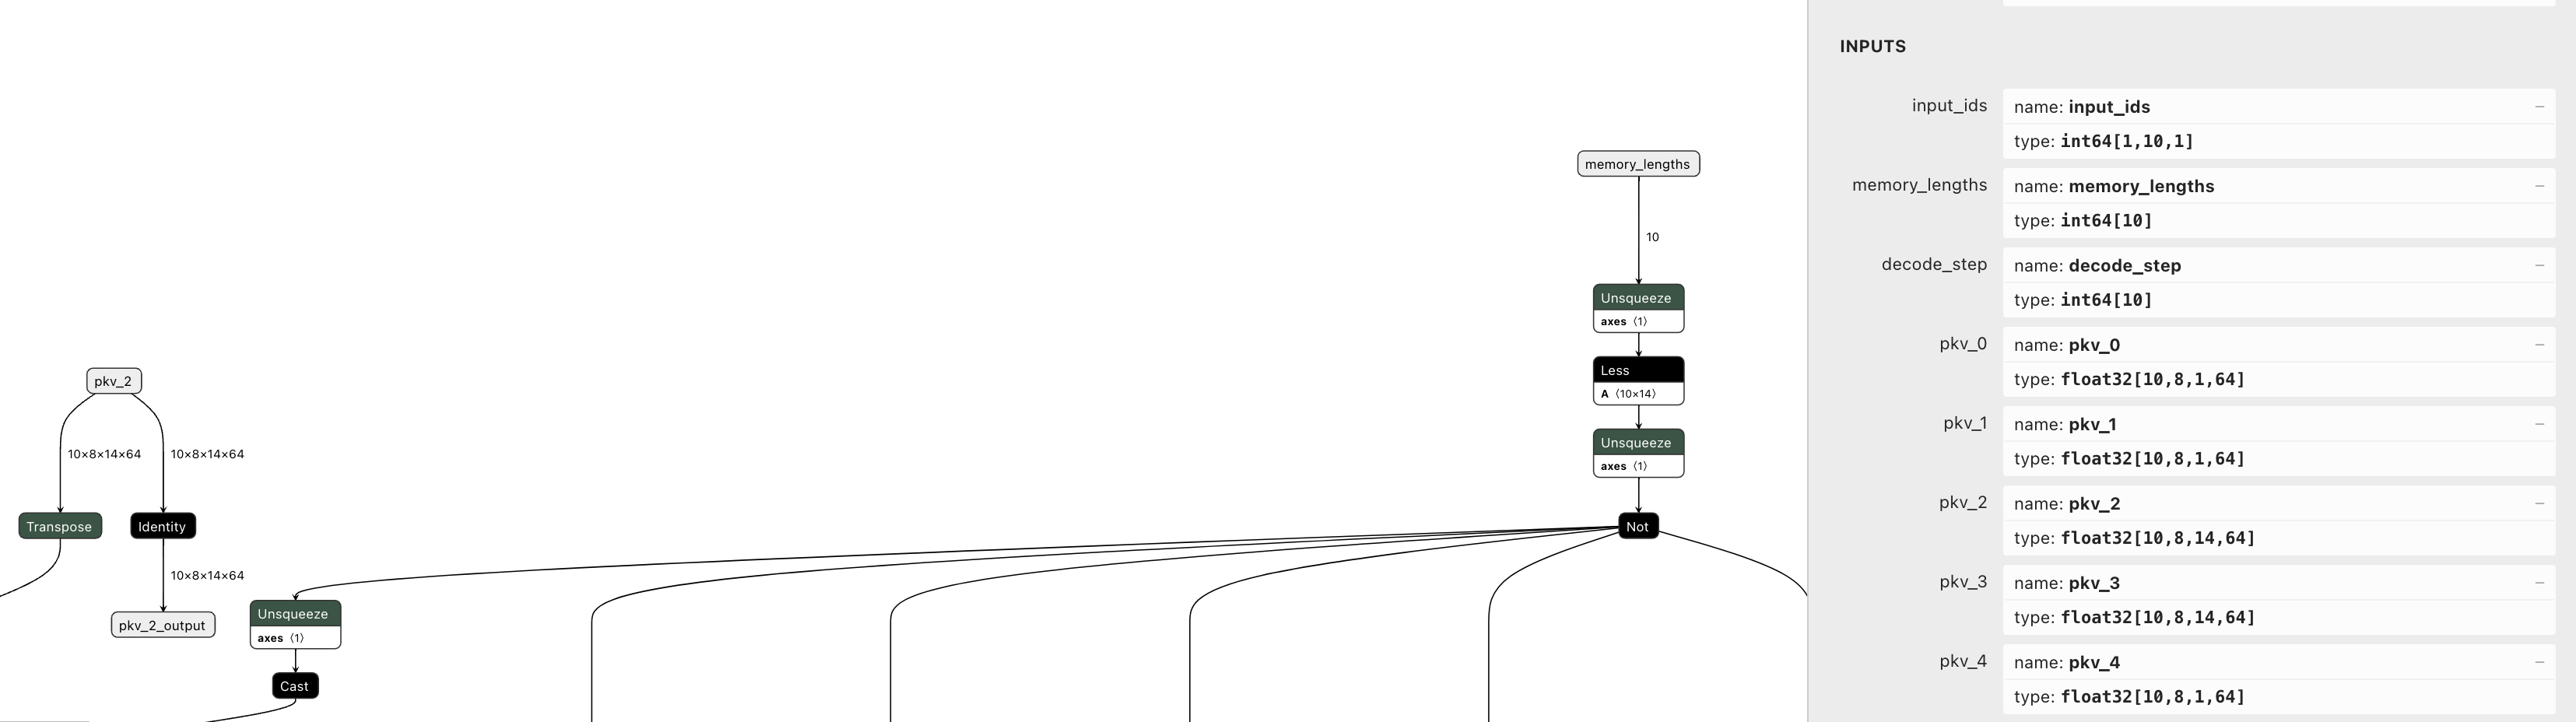 memory_lengths
10
Unsqueeze
axes ⟨1⟩
Less
A ⟨10×14⟩
Unsqueeze
axes ⟨1⟩
Not
pkv_2
10×8×14×64
10×8×14×64
Transpose
Identity
10×8×14×64
pkv_2_output
Unsqueeze
axes ⟨1⟩
Cast
INPUTS
input_ids
name: input_ids
–
type: int64[1,10,1]
memory_lengths
name: memory_lengths
–
type: int64[10]
decode_step
name: decode_step
–
type: int64[10]
pkv_0
name: pkv_0
–
type: float32[10,8,1,64]
pkv_1
name: pkv_1
–
type: float32[10,8,1,64]
pkv_2
name: pkv_2
–
type: float32[10,8,14,64]
pkv_3
name: pkv_3
–
type: float32[10,8,14,64]
pkv_4
name: pkv_4
–
type: float32[10,8,1,64]